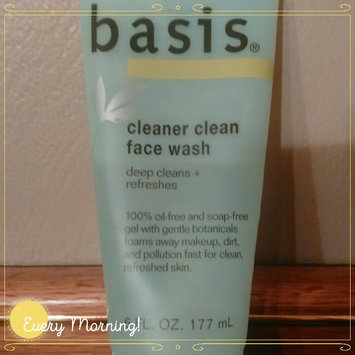 basis®
cleaner clean
face wash
deep cleans +
refreshes
100% oil-free and soap-free
gel with gentle botanicals
foams away makeup, dirt,
and pollution fast for clean,
refreshed skin.
FL. OZ. 177 mL
Every Morning!